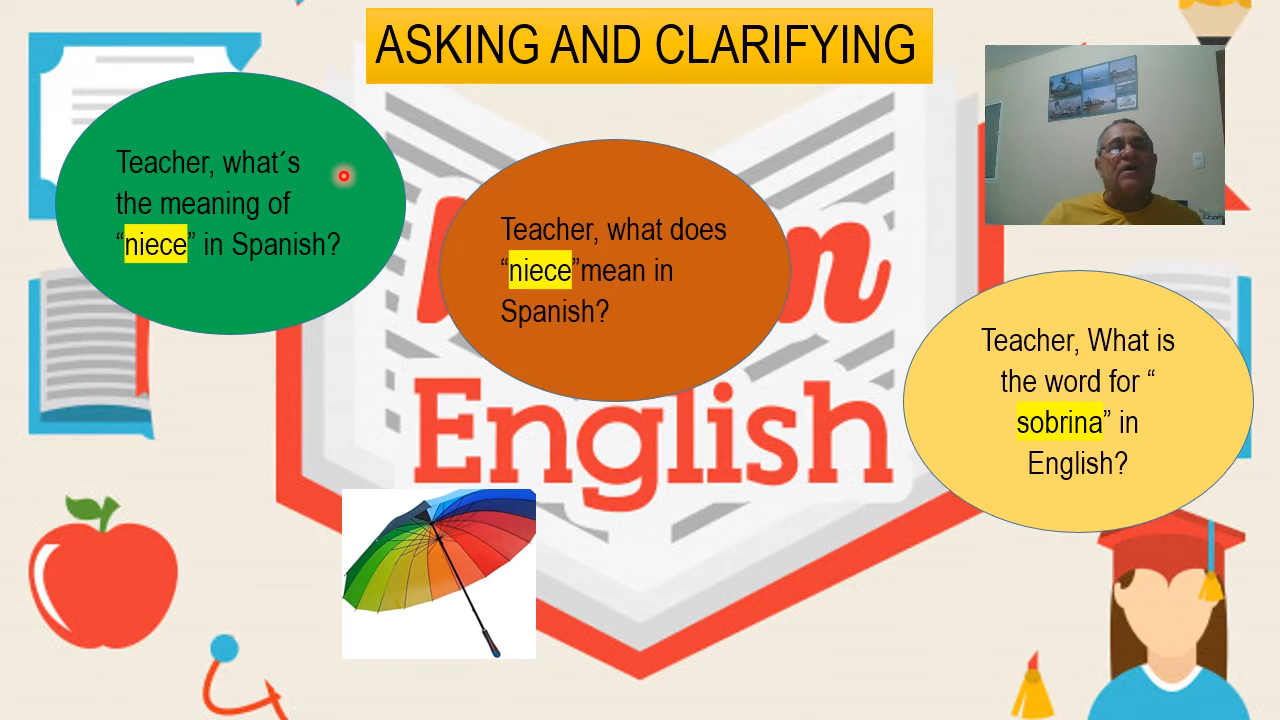 ASKING AND CLARIFYING
Teacher, what´s
the meaning of
“niece” in Spanish?
Teacher, what does
“niece”mean in
Spanish?
Teacher, What is
the word for “
sobrina” in
English?
English